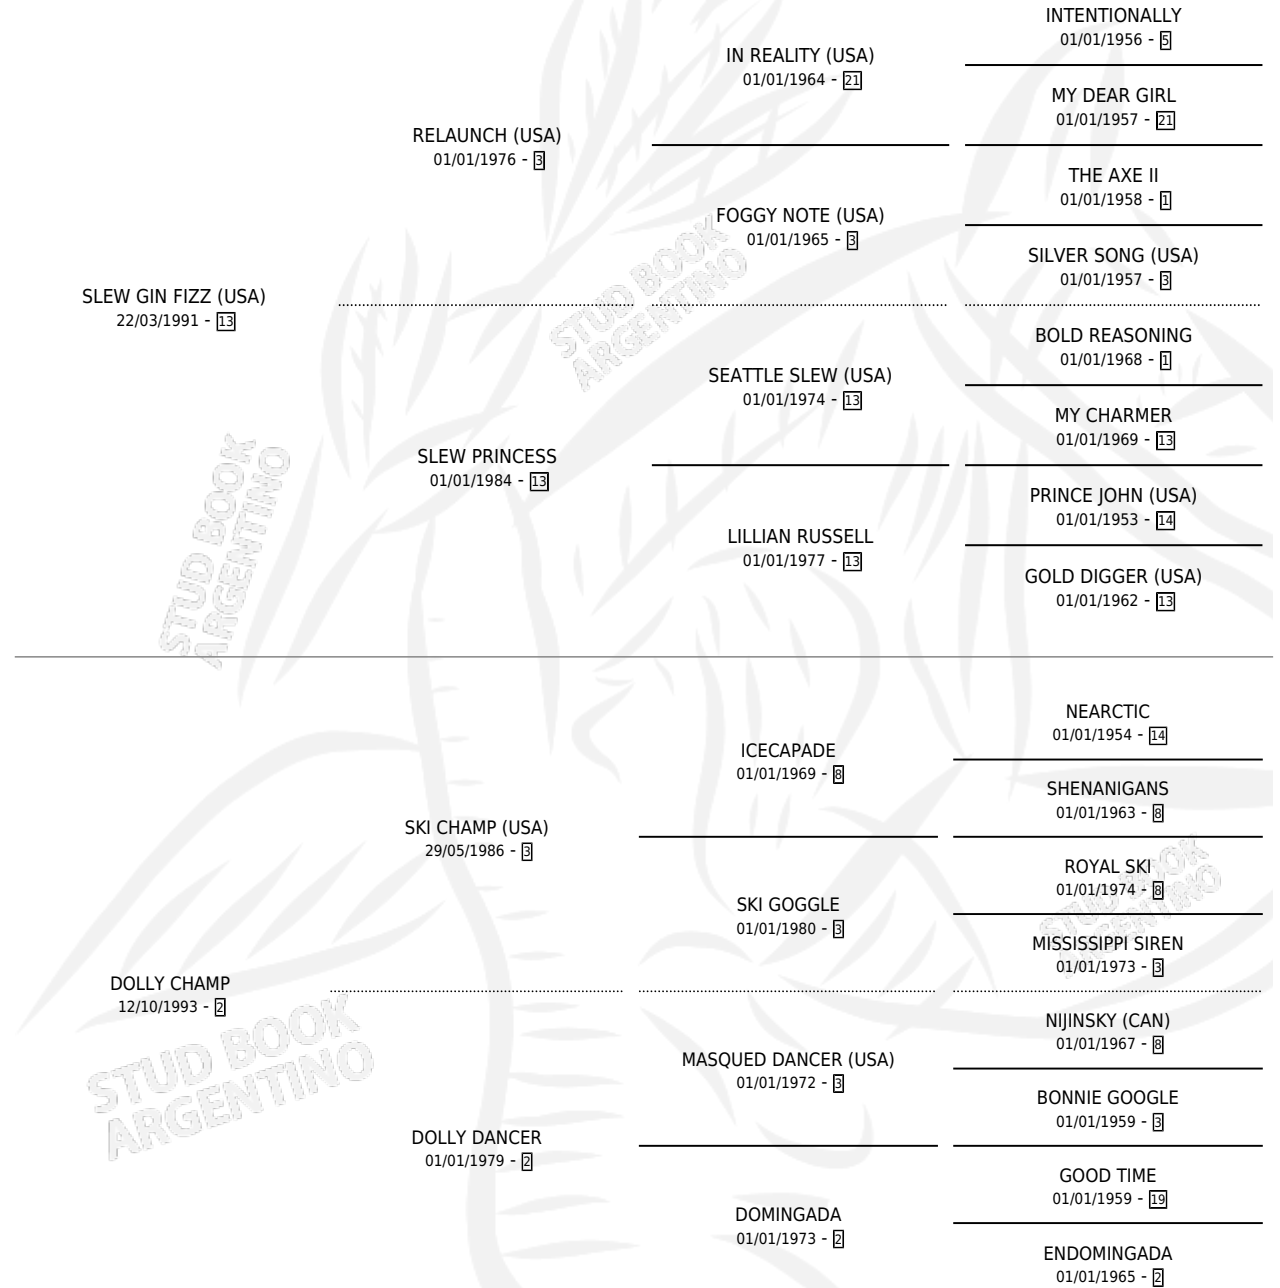 INTENTIONALLY
01/01/1956 - 5
IN REALITY (USA)
01/01/1964 - 21
MY DEAR GIRL
01/01/1957 - 21
RELAUNCH (USA)
01/01/1976 - 3
THE AXE II
01/01/1958 - 1
FOGGY NOTE (USA)
01/01/1965 - 3
SILVER SONG (USA)
01/01/1957 - 3
SLEW GIN FIZZ (USA)
22/03/1991 - 13
BOLD REASONING
01/01/1968 - 1
SEATTLE SLEW (USA)
01/01/1974 - 13
MY CHARMER
01/01/1969 - 13
SLEW PRINCESS
01/01/1984 - 13
PRINCE JOHN (USA)
01/01/1953 - 14
LILLIAN RUSSELL
01/01/1977 - 13
GOLD DIGGER (USA)
01/01/1962 - 13
NEARCTIC
01/01/1954 - 14
ICECAPADE
01/01/1969 - 8
SHENANIGANS
01/01/1963 - 8
SKI CHAMP (USA)
29/05/1986 - 3
ROYAL SKI
01/01/1974 - 8
SKI GOGGLE
01/01/1980 - 3
MISSISSIPPI SIREN
01/01/1973 - 3
DOLLY CHAMP
12/10/1993 - 2
NIJINSKY (CAN)
01/01/1967 - 8
MASQUED DANCER (USA)
01/01/1972 - 3
BONNIE GOOGLE
01/01/1959 - 3
DOLLY DANCER
01/01/1979 - 2
GOOD TIME
01/01/1959 - 19
DOMINGADA
01/01/1973 - 2
ENDOMINGADA
01/01/1965 - 2
STUD BOOK
ARGENTINO
STUD BOOK
ARGENTINO
STUD BOOK
ARGENTINO
STUD BOOK
ARGENTINO